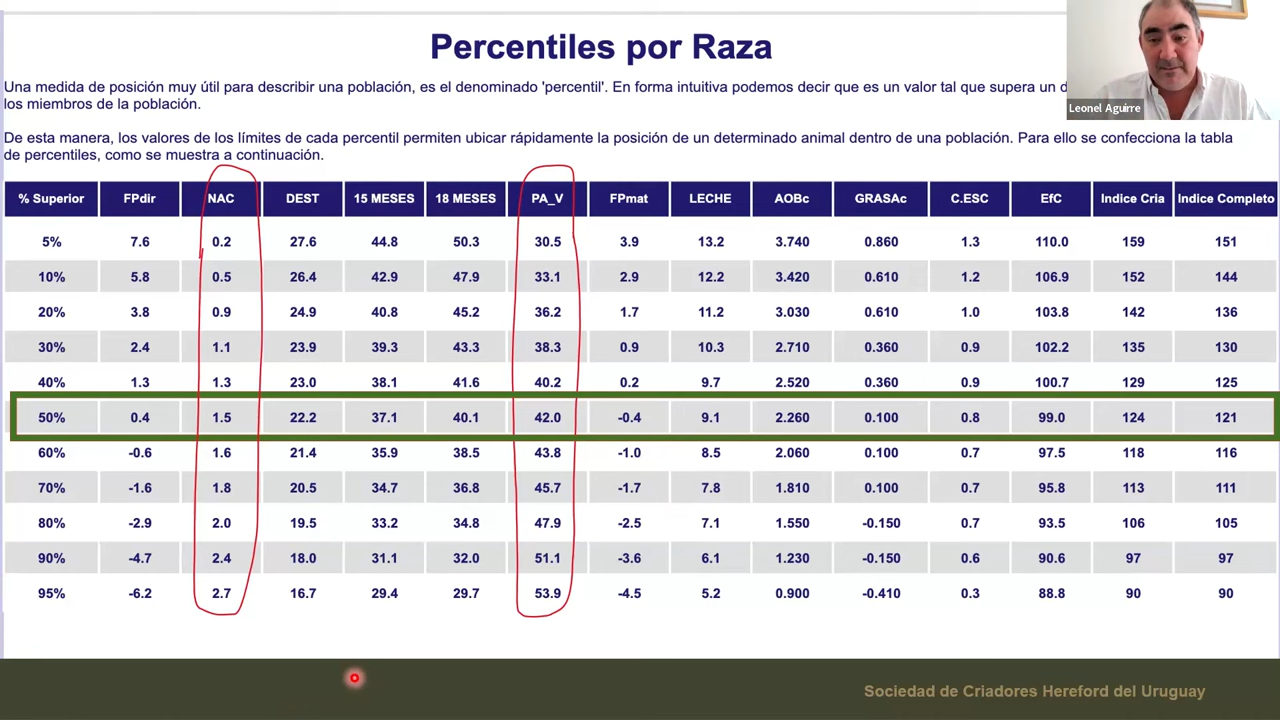 Percentiles por Raza
Una medida de posición muy útil para describir una población, es el denominado 'percentil'. En forma intuitiva podemos decir que es un valor tal que supera un
los miembros de la población.
Leonel Aguirre
De esta manera, los valores de los límites de cada percentil permiten ubicar rápidamente la posición de un determinado animal dentro de una población. Para ello se confecciona la tabla
de percentiles, como se muestra a continuación.
% Superior FPdir NAC DEST 15 MESES 18 MESES PA_V FPmat LECHE AOBc GRASAc C.ESC EfC Indice Cria Indice Completo
5% 7.6 0.2 27.6 44.8 50.3 30.5 3.9 13.2 3.740 0.860 1.3 110.0 159 151
10% 5.8 0.5 26.4 42.9 47.9 33.1 2.9 12.2 3.420 0.610 1.2 106.9 152 144
20% 3.8 0.9 24.9 40.8 45.2 36.2 1.7 11.2 3.030 0.610 1.0 103.8 142 136
30% 2.4 1.1 23.9 39.3 43.3 38.3 0.9 10.3 2.710 0.360 0.9 102.2 135 130
40% 1.3 1.3 23.0 38.1 41.6 40.2 0.2 9.7 2.520 0.360 0.9 100.7 129 125
50% 0.4 1.5 22.2 37.1 40.1 42.0 -0.4 9.1 2.260 0.100 0.8 99.0 124 121
60% -0.6 1.6 21.4 35.9 38.5 43.8 -1.0 8.5 2.060 0.100 0.7 97.5 118 116
70% -1.6 1.8 20.5 34.7 36.8 45.7 -1.7 7.8 1.810 0.100 0.7 95.8 113 111
80% -2.9 2.0 19.5 33.2 34.8 47.9 -2.5 7.1 1.550 -0.150 0.7 93.5 106 105
90% -4.7 2.4 18.0 31.1 32.0 51.1 -3.6 6.1 1.230 -0.150 0.6 90.6 97 97
95% -6.2 2.7 16.7 29.4 29.7 53.9 -4.5 5.2 0.900 -0.410 0.3 88.8 90 90
Sociedad de Criadores Hereford del Uruguay